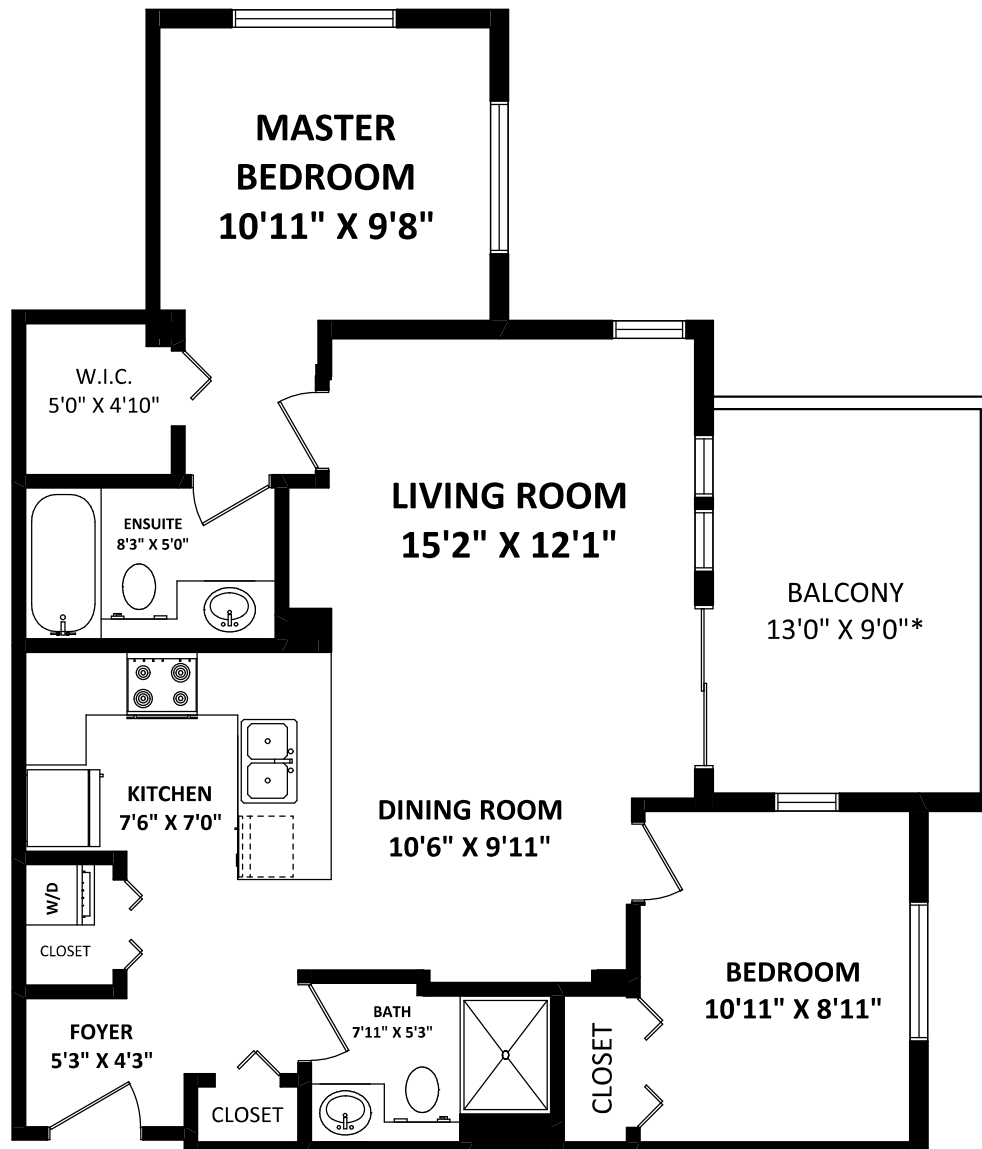 MASTER
BEDROOM
10'11" X 9'8"
W.I.C.
5'0" X 4'10"
LIVING ROOM
15'2" X 12'1"
ENSUITE
8'3" X 5'0"
BALCONY
13'0" X 9'0"*
KITCHEN
7'6" X 7'0"
DINING ROOM
10'6" X 9'11"
W/D
CLOSET
BEDROOM
10'11" X 8'11"
FOYER
5'3" X 4'3"
BATH
7'11" X 5'3"
CLOSET
CLOSET